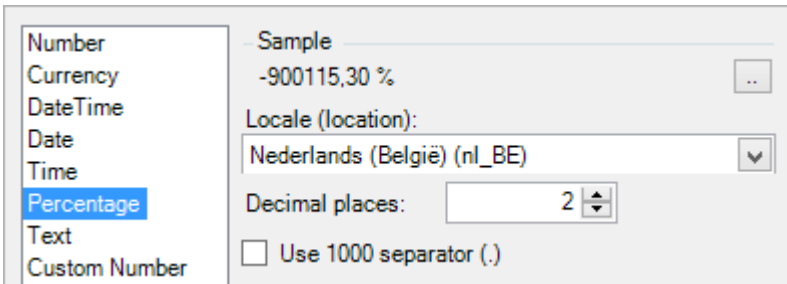 Number
Currency
DateTime
Date
Time
Percentage
Text
Custom Number
Sample
-900115,30 %
..
Locale (location):
Nederlands (België) (nl_BE)
Decimal places:
2
Use 1000 separator (.)